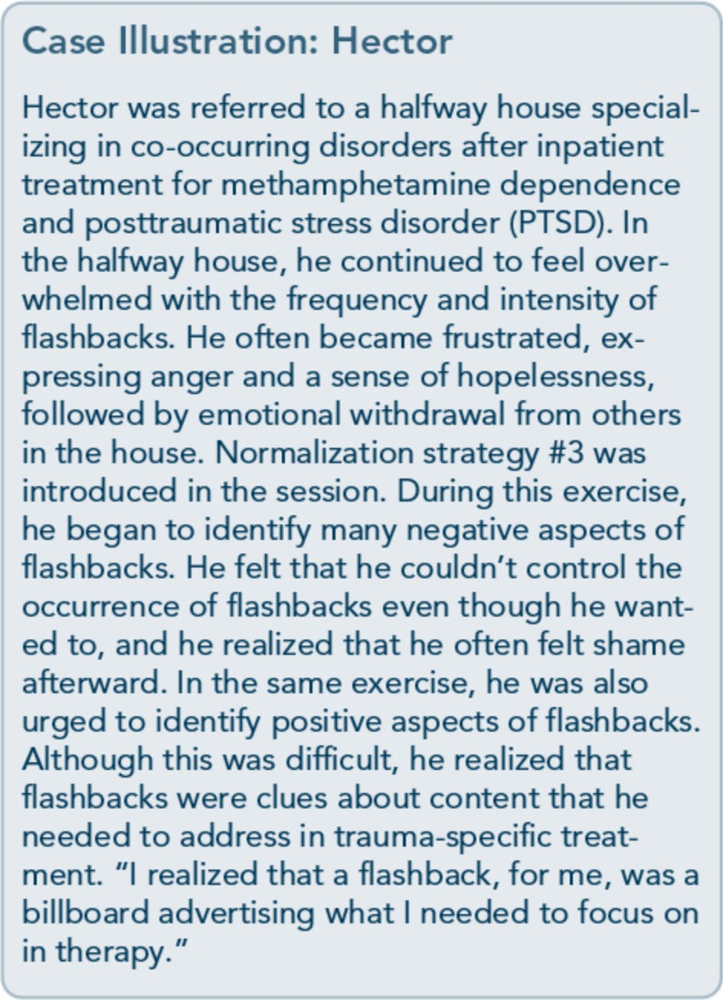 Case Illustration: Hector
Hector was referred to a halfway house special-
izing in co-occurring disorders after inpatient
treatment for methamphetamine dependence
and posttraumatic stress disorder (PTSD). In
the halfway house, he continued to feel over-
whelmed with the frequency and intensity of
flashbacks. He often became frustrated, ex-
pressing anger and a sense of hopelessness,
followed by emotional withdrawal from others
in the house. Normalization strategy #3 was
introduced in the session. During this exercise,
he began to identify many negative aspects of
flashbacks. He felt that he couldn’t control the
occurrence of flashbacks even though he want-
ed to, and he realized that he often felt shame
afterward. In the same exercise, he was also
urged to identify positive aspects of flashbacks.
Although this was difficult, he realized that
flashbacks were clues about content that he
needed to address in trauma-specific treat-
ment. “I realized that a flashback, for me, was a
billboard advertising what I needed to focus on
in therapy.”